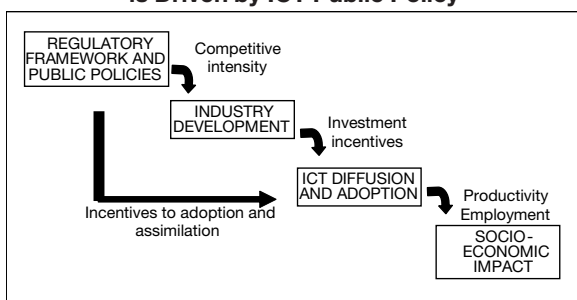 is Driven by ICT Public Policy
REGULATORY
FRAMEWORK AND
PUBLIC POLICIES
Competitive
intensity
INDUSTRY
DEVELOPMENT
Investment
incentives
ICT DIFFUSION
AND ADOPTION
Incentives to adoption and
assimilation
Productivity
Employment
SOCIO-
ECONOMIC
IMPACT